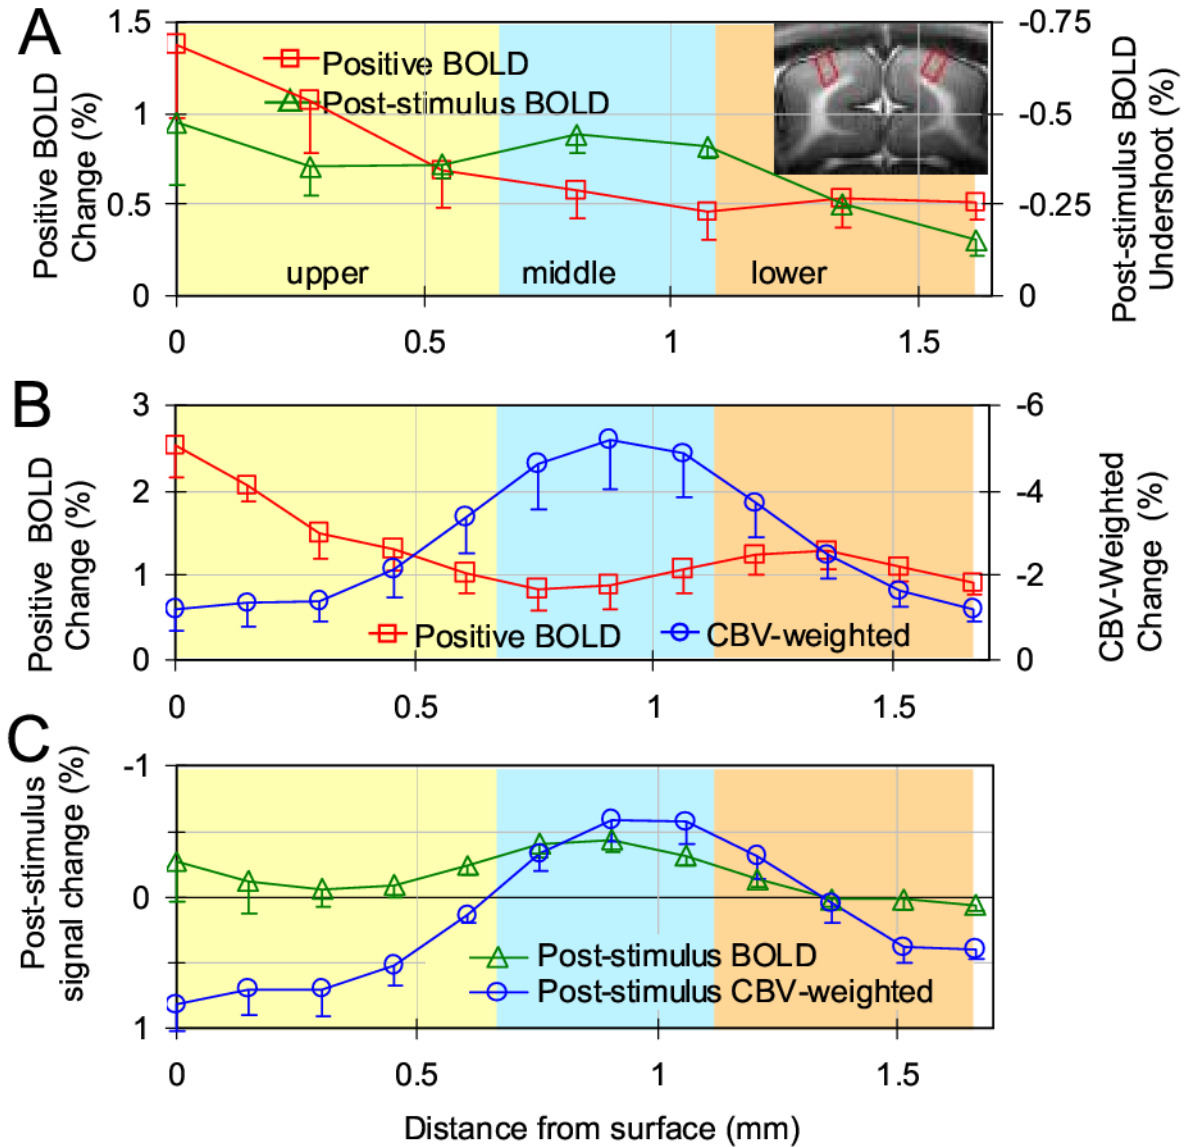 A
1.5
1
0.5
0
Positive BOLD
Change (%)
Positive BOLD
Post-stimulus BOLD
upper
middle
lower
-0.75
-0.5
-0.25
0
Post-stimulus BOLD
Undershoot (%)
0
0.5
1
1.5
B
3
2
1
0
Positive BOLD
Change (%)
Positive BOLD
CBV-weighted
-6
-4
-2
0
CBV-Weighted
Change (%)
0
0.5
1
1.5
C
-1
0
1
Post-stimulus
signal change (%)
Post-stimulus BOLD
Post-stimulus CBV-weighted
0
0.5
1
1.5
Distance from surface (mm)